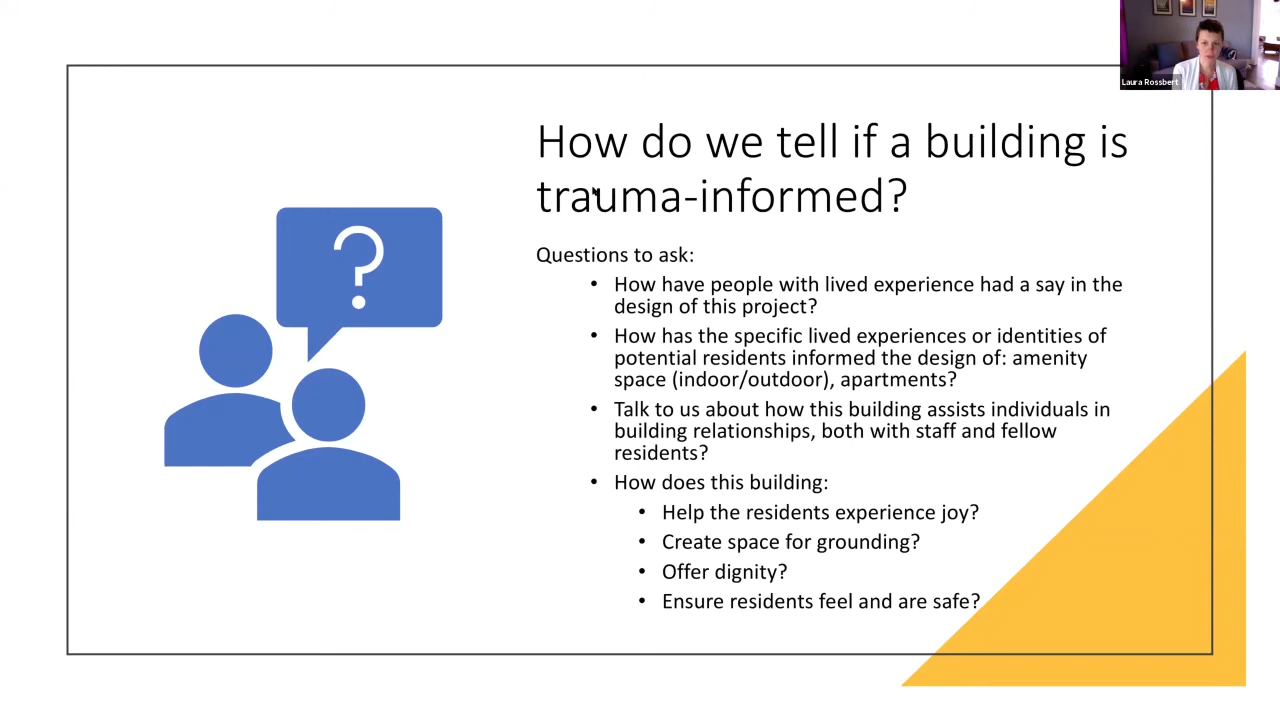 Laura Rossbert
How do we tell if a building is
trauma-informed?
?
Questions to ask:
• How have people with lived experience had a say in the
design of this project?
• How has the specific lived experiences or identities of
potential residents informed the design of: amenity
space (indoor/outdoor), apartments?
• Talk to us about how this building assists individuals in
building relationships, both with staff and fellow
residents?
• How does this building:
• Help the residents experience joy?
• Create space for grounding?
• Offer dignity?
• Ensure residents feel and are safe?